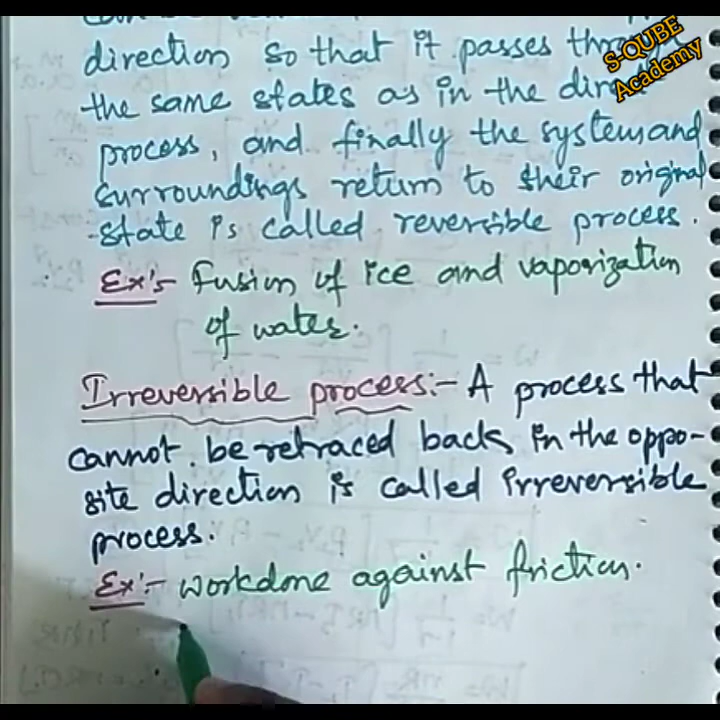 direction so that it passes through
the same states as in the direct
process, and finally the system and
surroundings return to their original
state is called reversible process.
Ex:- Fusion of ice and vaporization
of water.
Irreversible process:- A process that
cannot be retraced back in the oppo-
site direction is called irreversible
process.
Ex:- workdone against friction.
S-QUBE
Academy